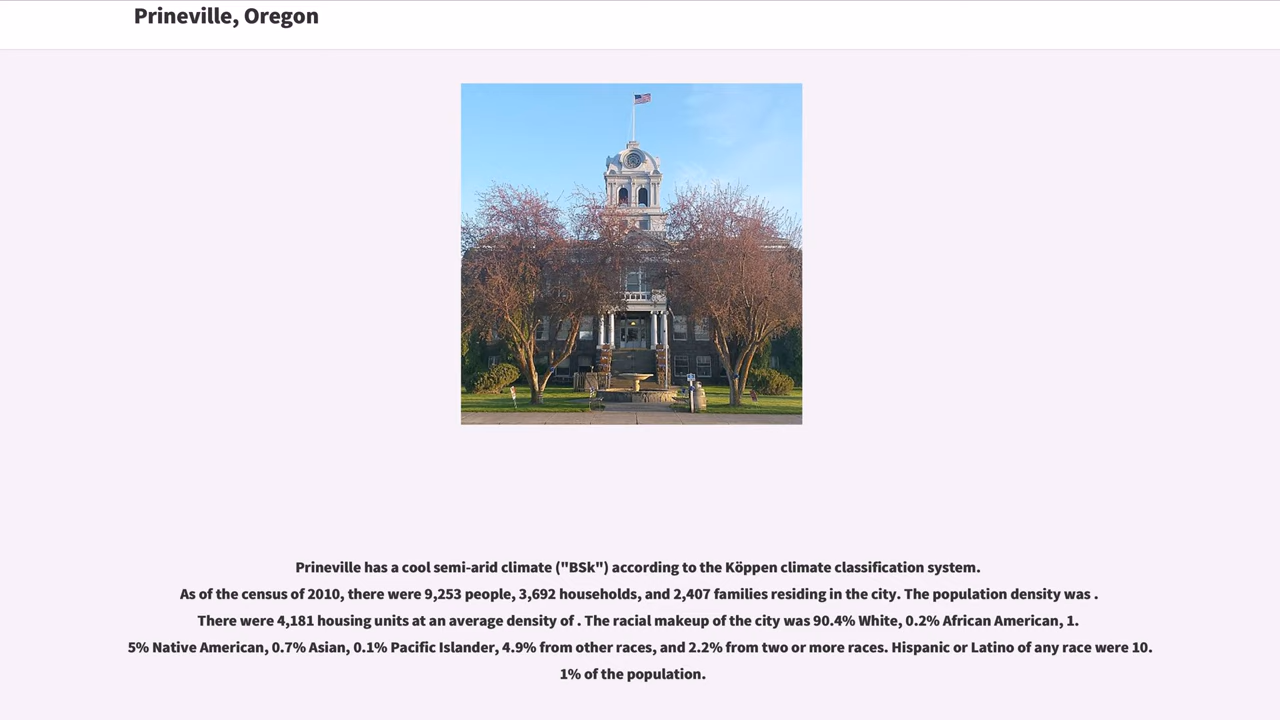 Prineville, Oregon
Prineville has a cool semi-arid climate ("BSk") according to the Köppen climate classification system.
As of the census of 2010, there were 9,253 people, 3,692 households, and 2,407 families residing in the city. The population density was .
There were 4,181 housing units at an average density of . The racial makeup of the city was 90.4% White, 0.2% African American, 1.
5% Native American, 0.7% Asian, 0.1% Pacific Islander, 4.9% from other races, and 2.2% from two or more races. Hispanic or Latino of any race were 10.
1% of the population.